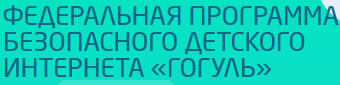 ФЕДЕРАЛЬНАЯ ПРОГРАММА
БЕЗОПАСНОГО ДЕТСКОГО
ИНТЕРНЕТА «ГОГУЛЬ»